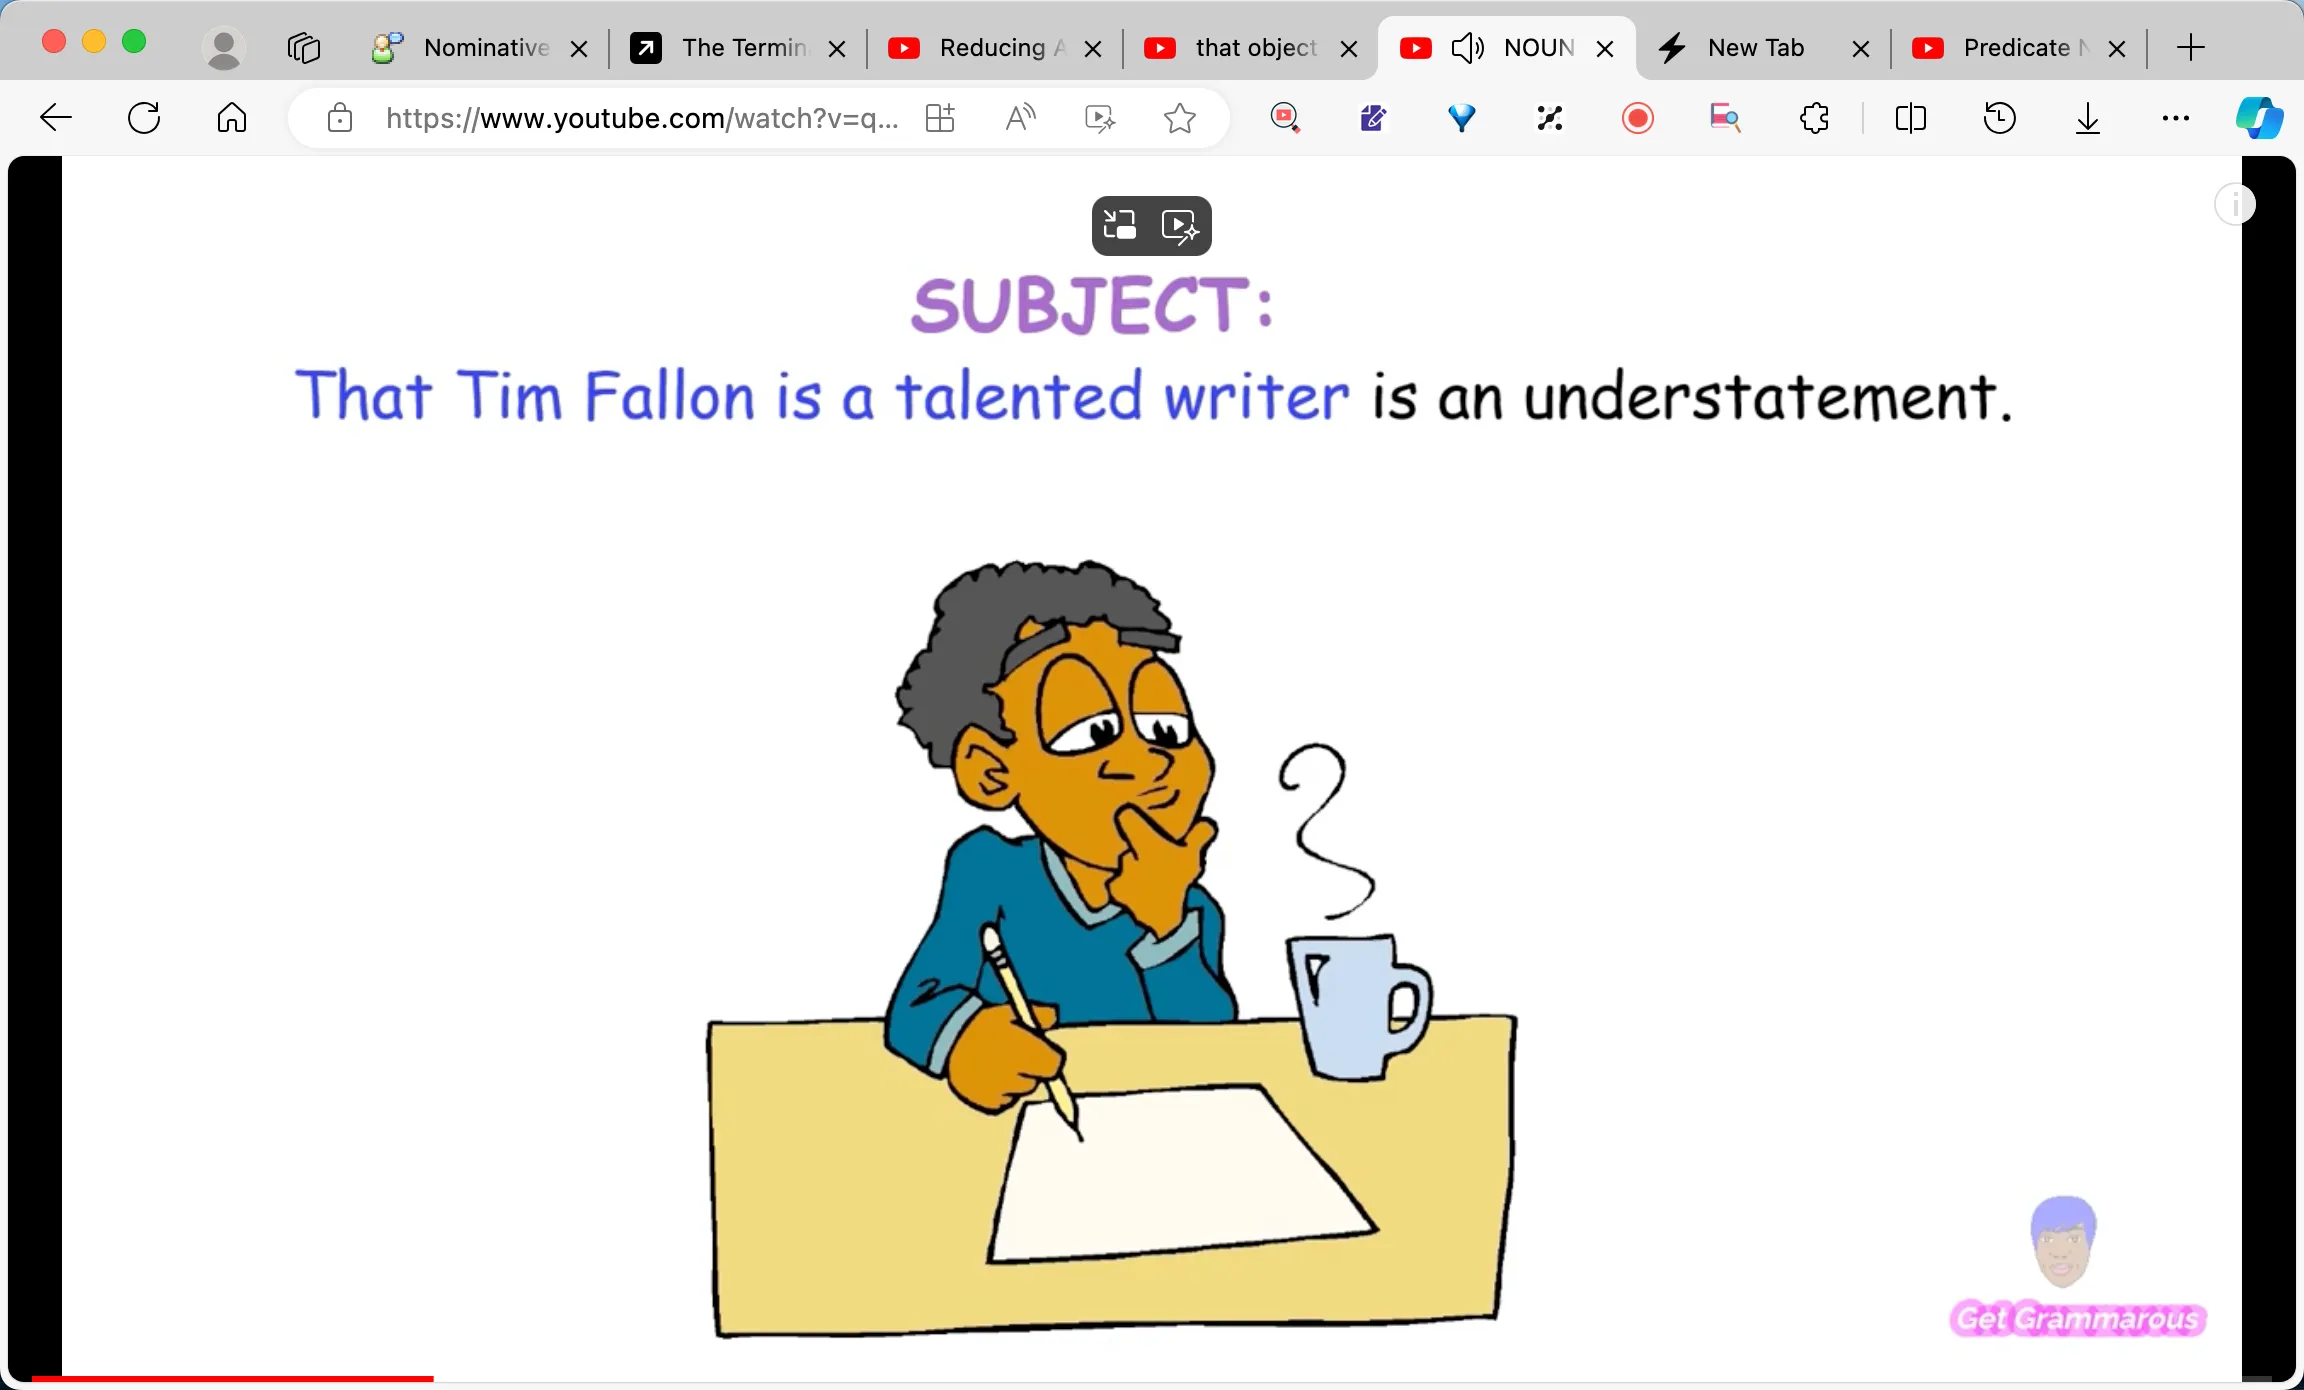 Nominative
The Termin
Reducing A
that object
NOUN
New Tab
Predicate N
https://www.youtube.com/watch?v=q...
SUBJECT:
That Tim Fallon is a talented writer is an understatement.
Get Grammarous